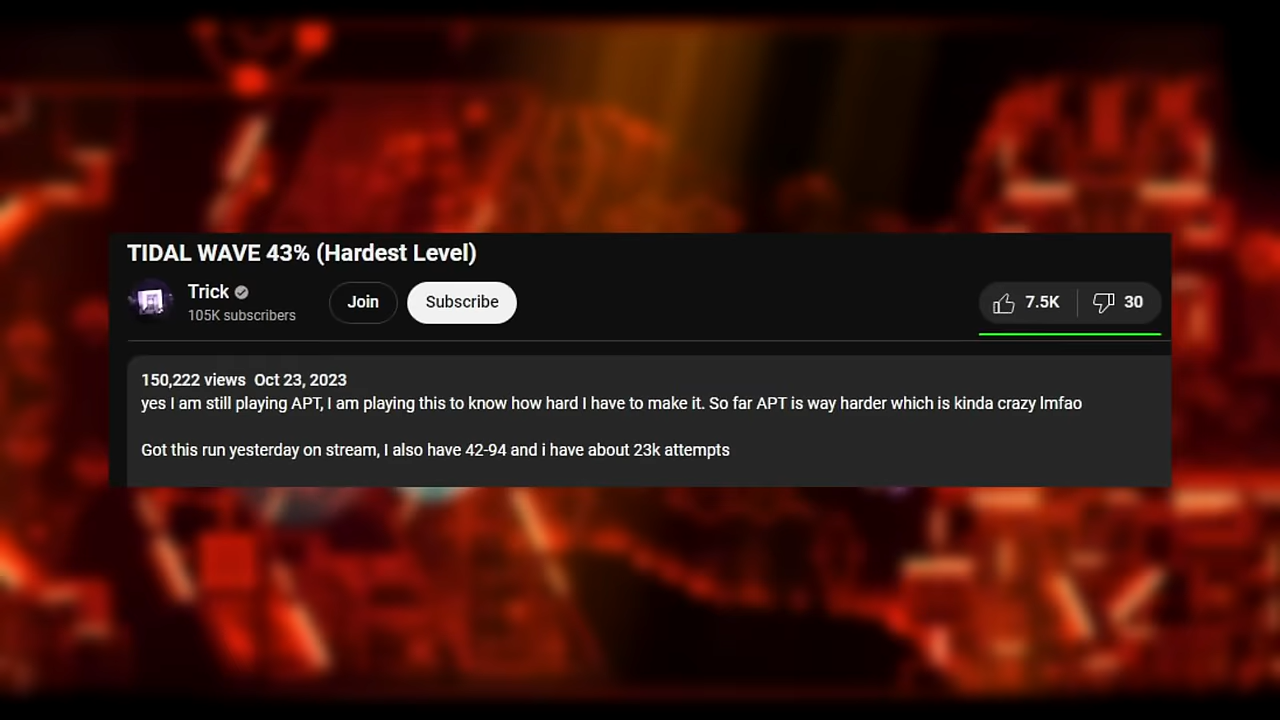 TIDAL WAVE 43% (Hardest Level)
Trick
105K subscribers
Join
Subscribe
7.5K
30
150,222 views Oct 23, 2023
yes I am still playing APT, I am playing this to know how hard I have to make it. So far APT is way harder which is kinda crazy lmfao
Got this run yesterday on stream, I also have 42-94 and i have about 23k attempts